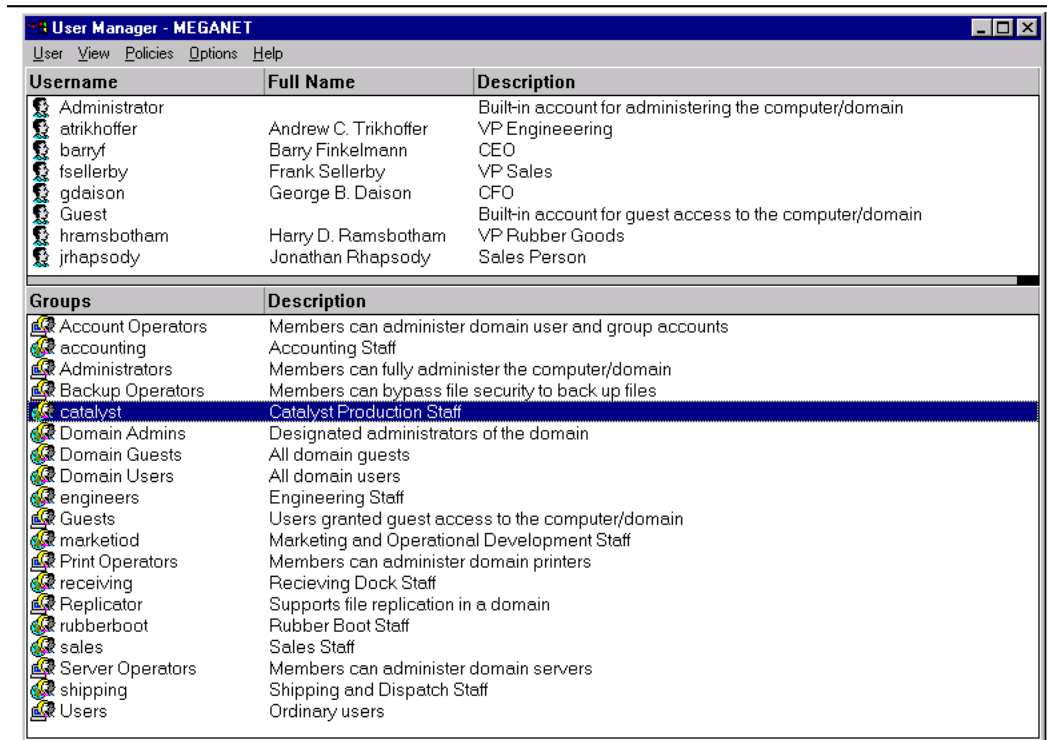 User Manager - MEGANET
User View Policies Options Help
Username Full Name Description
Administrator Built-in account for administering the computer/domain
atrikhoffer Andrew C. Trikhoffer VP Engineeering
barryf Barry Finkelmann CEO
fsellerby Frank Sellerby VP Sales
gdaison George B. Daison CFO
Guest Built-in account for guest access to the computer/domain
hramsbotham Harry D. Ramsbotham VP Rubber Goods
jrhapsody Jonathan Rhapsody Sales Person
Groups Description
Account Operators Members can administer domain user and group accounts
accounting Accounting Staff
Administrators Members can fully administer the computer/domain
Backup Operators Members can bypass file security to back up files
catalyst Catalyst Production Staff
Domain Admins Designated administrators of the domain
Domain Guests All domain guests
Domain Users All domain users
engineers Engineering Staff
Guests Users granted guest access to the computer/domain
marketiod Marketing and Operational Development Staff
Print Operators Members can administer domain printers
receiving Recieving Dock Staff
Replicator Supports file replication in a domain
rubberboot Rubber Boot Staff
sales Sales Staff
Server Operators Members can administer domain servers
shipping Shipping and Dispatch Staff
Users Ordinary users